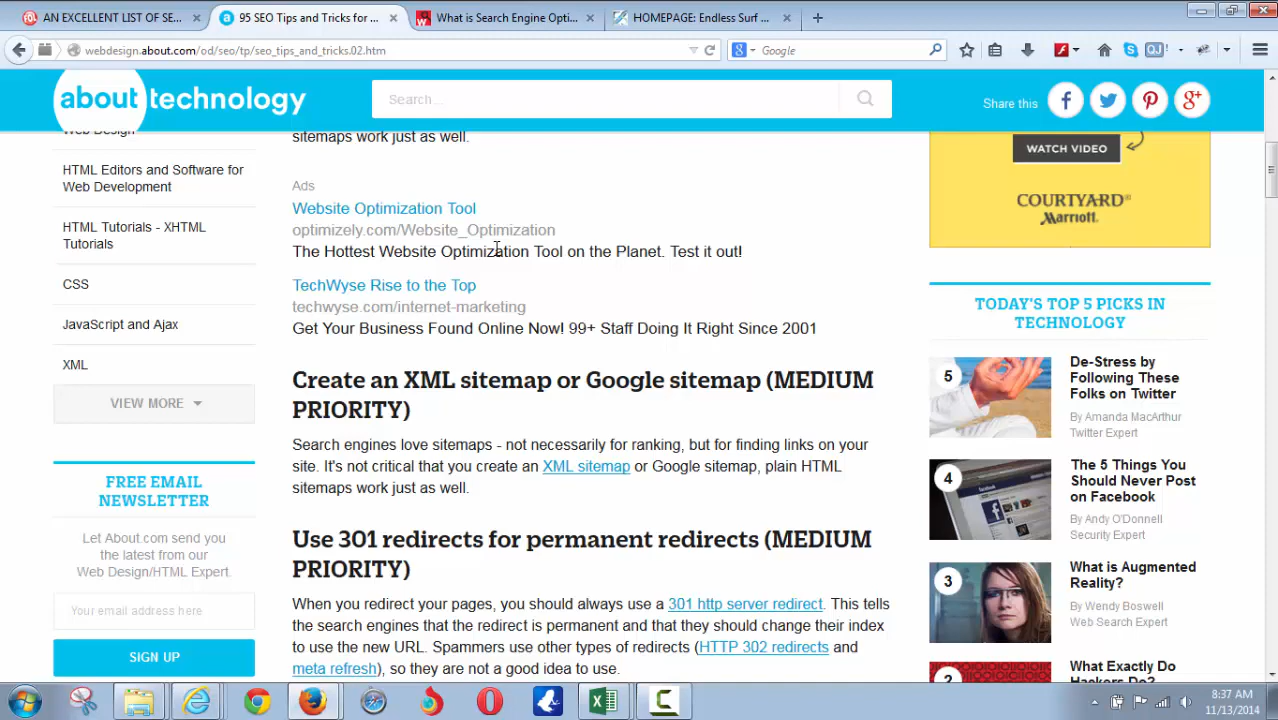 AN EXCELLENT LIST OF SE...
95 SEO Tips and Tricks for ...
What is Search Engine Opti...
HOMEPAGE: Endless Surf ...
webdesign.about.com/od/seo/tp/seo_tips_and_tricks.02.htm
Google
about technology
Search...
Share this
Web Design
HTML Editors and Software for
Web Development
HTML Tutorials - XHTML
Tutorials
CSS
JavaScript and Ajax
XML
VIEW MORE
FREE EMAIL
NEWSLETTER
Let About.com send you
the latest from our
Web Design/HTML Expert.
Your email address here
SIGN UP
sitemaps work just as well.
Ads
Website Optimization Tool
optimizely.com/Website_Optimization
The Hottest Website Optimization Tool on the Planet. Test it out!
TechWyse Rise to the Top
techwyse.com/internet-marketing
Get Your Business Found Online Now! 99+ Staff Doing It Right Since 2001
Create an XML sitemap or Google sitemap (MEDIUM
PRIORITY)
Search engines love sitemaps - not necessarily for ranking, but for finding links on your
site. It's not critical that you create an XML sitemap or Google sitemap, plain HTML
sitemaps work just as well.
Use 301 redirects for permanent redirects (MEDIUM
PRIORITY)
When you redirect your pages, you should always use a 301 http server redirect. This tells
the search engines that the redirect is permanent and that they should change their index
to use the new URL. Spammers use other types of redirects (HTTP 302 redirects and
meta refresh), so they are not a good idea to use.
WATCH VIDEO
COURTYARD
Marriott
TODAY'S TOP 5 PICKS IN
TECHNOLOGY
5
De-Stress by
Following These
Folks on Twitter
By Amanda MacArthur
Twitter Expert
4
The 5 Things You
Should Never Post
on Facebook
By Andy O'Donnell
Security Expert
3
What is Augmented
Reality?
By Wendy Boswell
Web Search Expert
2
What Exactly Do
Hackers Do?
8:37 AM
11/13/2014